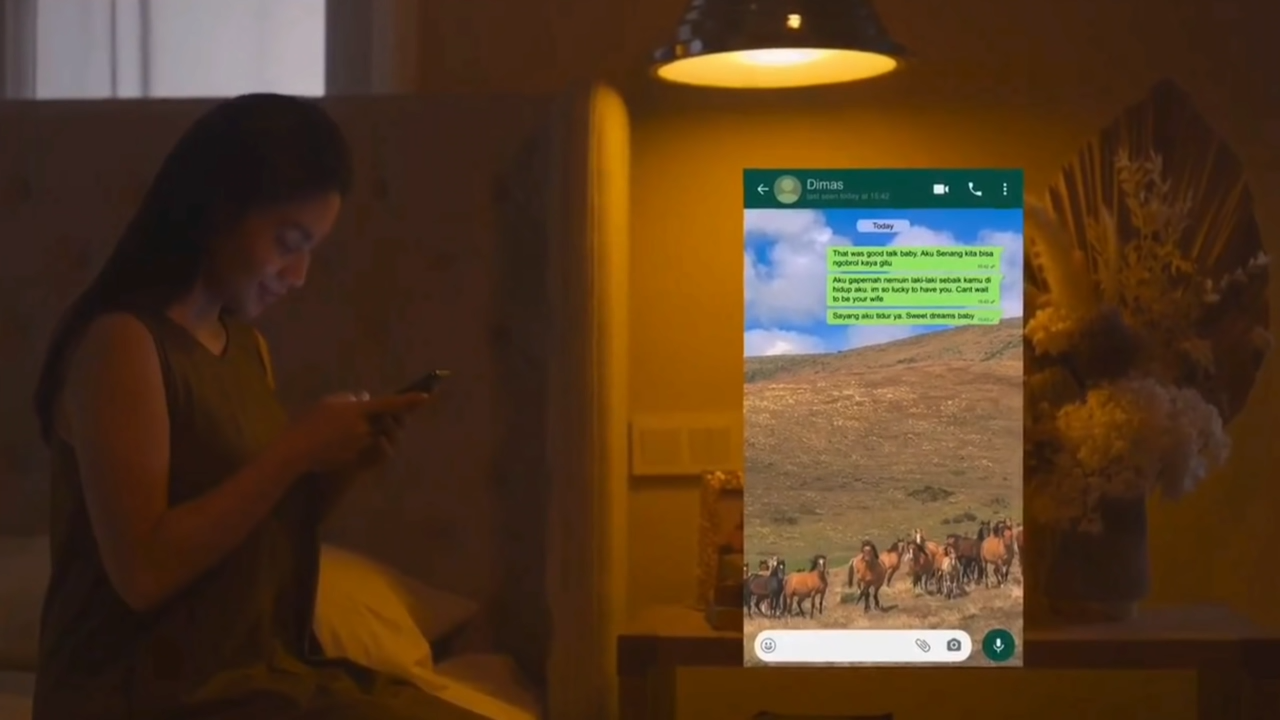 Dimas
last seen today at 15:42
Today
That was good talk baby. Aku Senang kita bisa
ngobrol kaya gitu
Aku gapernah nemuin laki-laki sebaik kamu di
hidup aku. im so lucky to have you. Cant wait
to be your wife
Sayang aku tidur ya. Sweet dreams baby